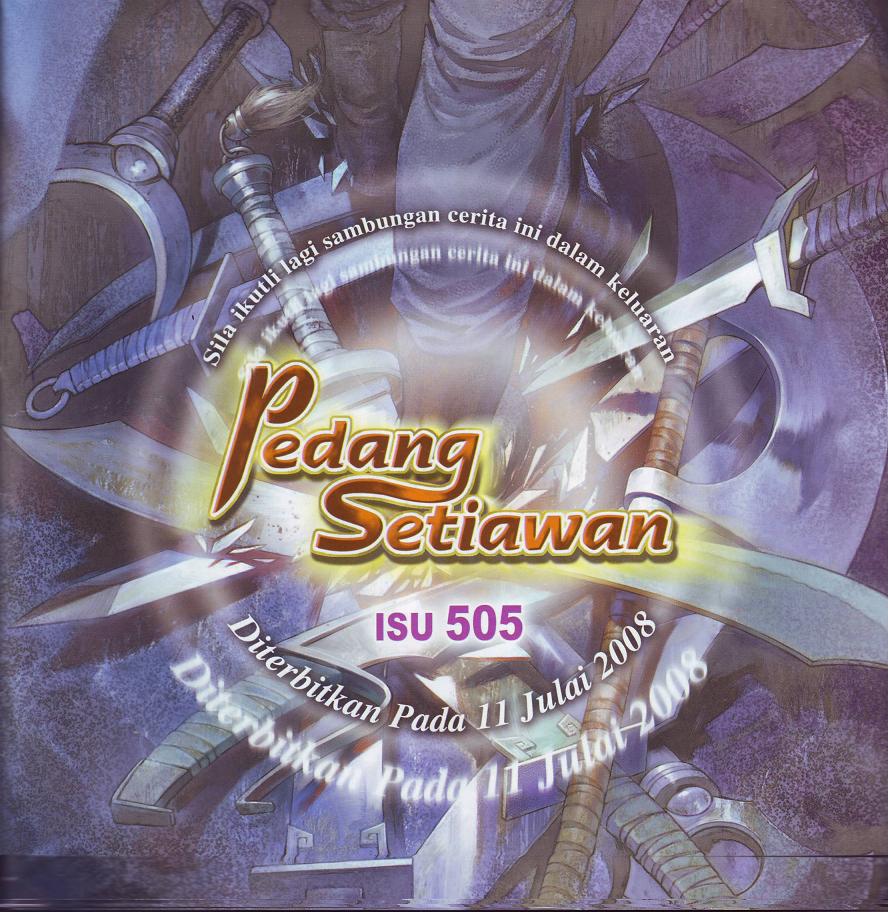 Sila ikutli lagi sambungan cerita ini dalam keluaran
Pedang
Setiawan
ISU 505
Diterbitkan Pada 11 Julai 2008